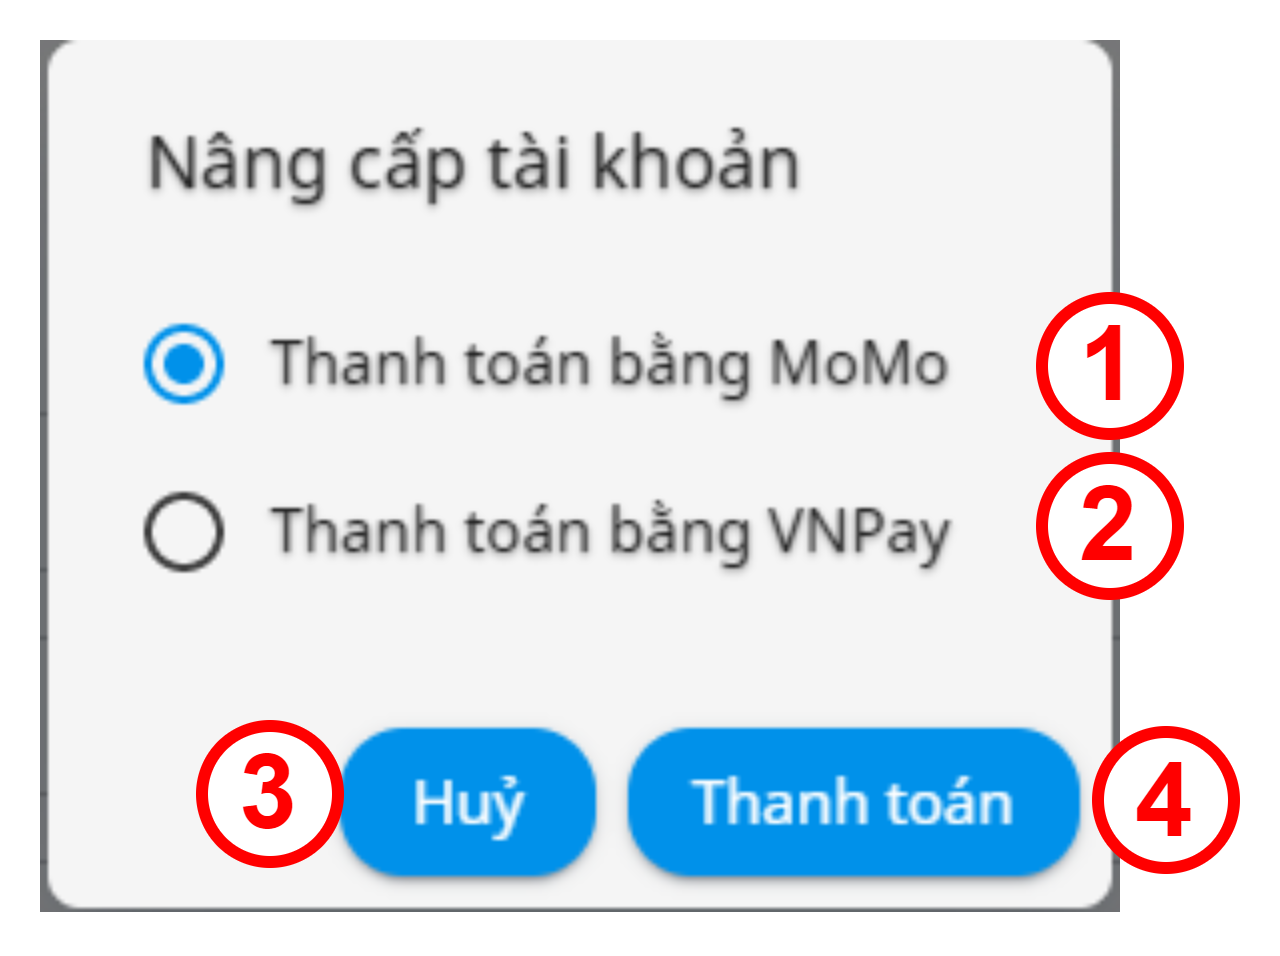 Nâng cấp tài khoản
Thanh toán bằng MoMo
1
Thanh toán bằng VNPay
2
3
Huỷ
Thanh toán
4